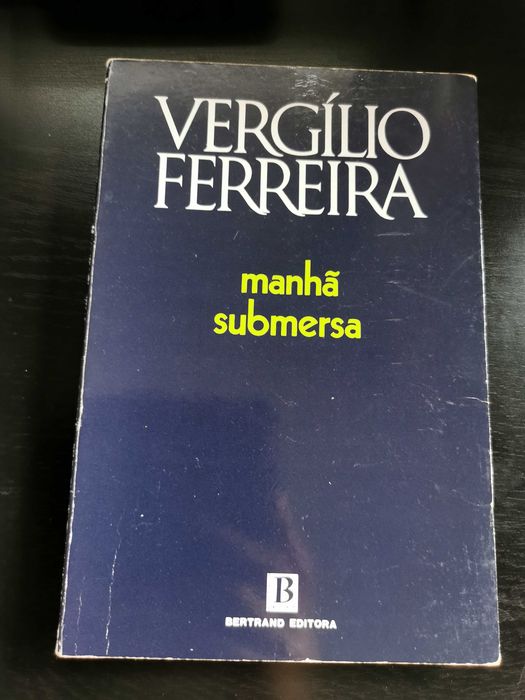 VERGÍLIO
FERREIRA
manhã
submersa
B
BERTRAND EDITORA